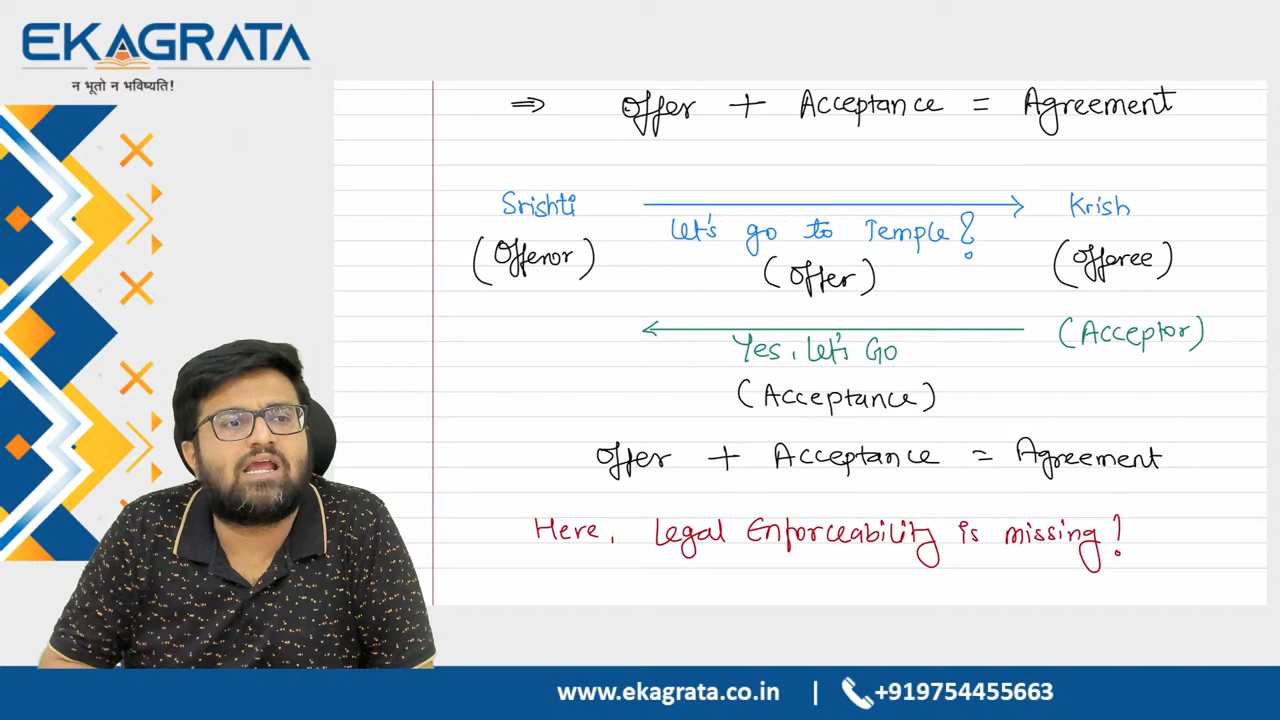 EKAGRATA
न भूतो न भविष्यति!
⇒ Offer + Acceptance = Agreement
Srishti Krish
Let's go to Temple?
(Offeror) (Offer) (Offeree)
(Acceptor)
Yes, Let's Go
(Acceptance)
Offer + Acceptance = Agreement
Here, Legal Enforceability is missing!
www.ekagrata.co.in | +919754455663